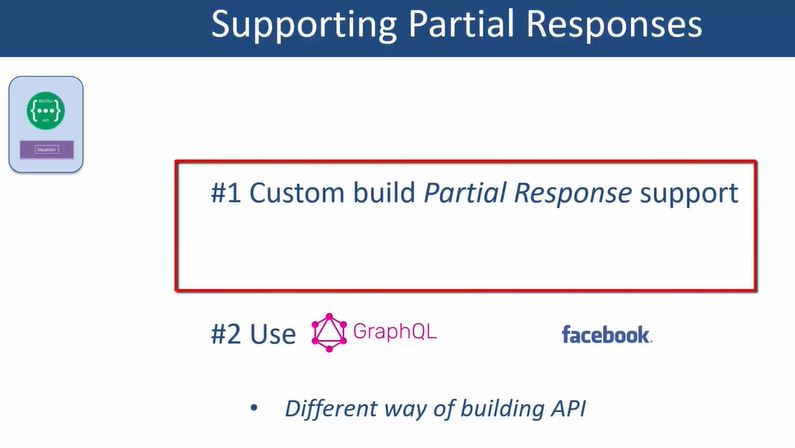 Supporting Partial Responses
RESTful
{•••}
API
Vacation
#1 Custom build Partial Response support
#2 Use GraphQL facebook.
• Different way of building API